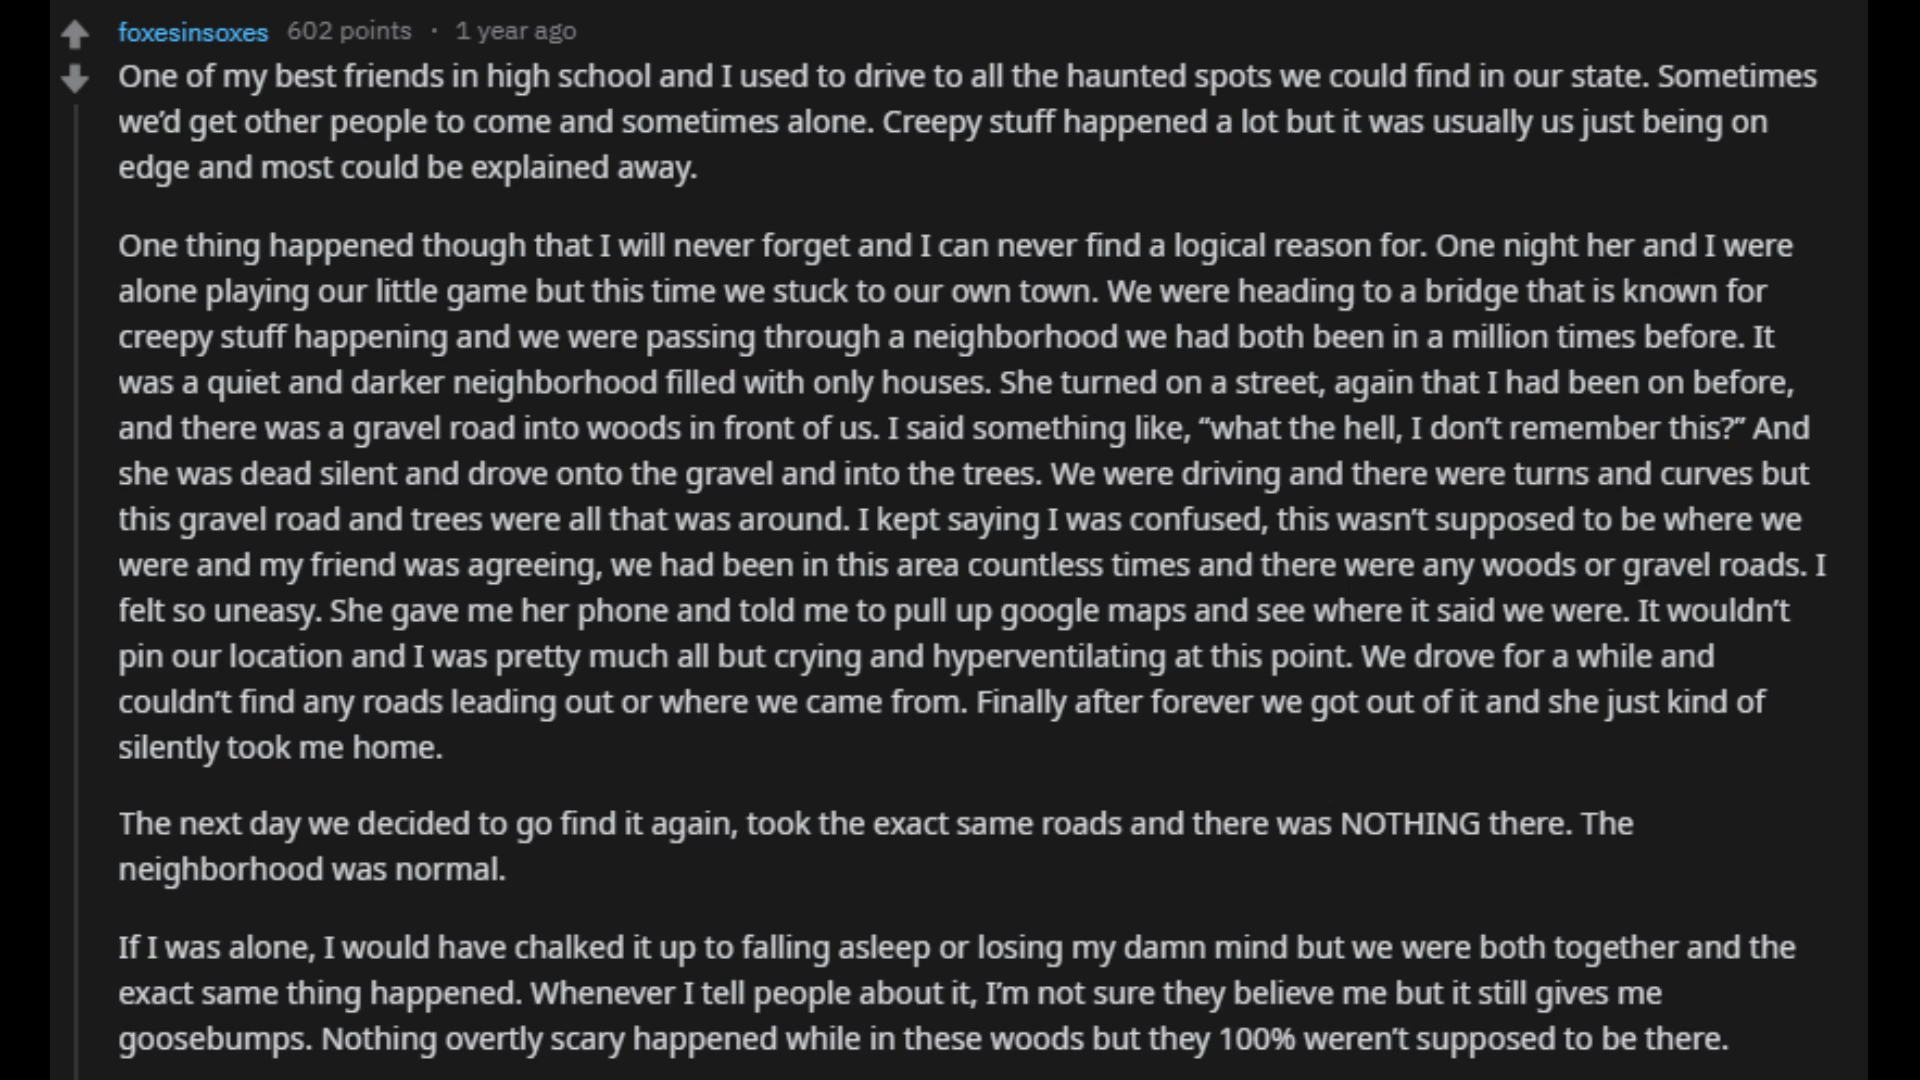 foxesinsoxes 602 points · 1 year ago
One of my best friends in high school and I used to drive to all the haunted spots we could find in our state. Sometimes
we’d get other people to come and sometimes alone. Creepy stuff happened a lot but it was usually us just being on
edge and most could be explained away.
One thing happened though that I will never forget and I can never find a logical reason for. One night her and I were
alone playing our little game but this time we stuck to our own town. We were heading to a bridge that is known for
creepy stuff happening and we were passing through a neighborhood we had both been in a million times before. It
was a quiet and darker neighborhood filled with only houses. She turned on a street, again that I had been on before,
and there was a gravel road into woods in front of us. I said something like, “what the hell, I don’t remember this?” And
she was dead silent and drove onto the gravel and into the trees. We were driving and there were turns and curves but
this gravel road and trees were all that was around. I kept saying I was confused, this wasn’t supposed to be where we
were and my friend was agreeing, we had been in this area countless times and there were any woods or gravel roads. I
felt so uneasy. She gave me her phone and told me to pull up google maps and see where it said we were. It wouldn’t
pin our location and I was pretty much all but crying and hyperventilating at this point. We drove for a while and
couldn’t find any roads leading out or where we came from. Finally after forever we got out of it and she just kind of
silently took me home.
The next day we decided to go find it again, took the exact same roads and there was NOTHING there. The
neighborhood was normal.
If I was alone, I would have chalked it up to falling asleep or losing my damn mind but we were both together and the
exact same thing happened. Whenever I tell people about it, I’m not sure they believe me but it still gives me
goosebumps. Nothing overtly scary happened while in these woods but they 100% weren’t supposed to be there.